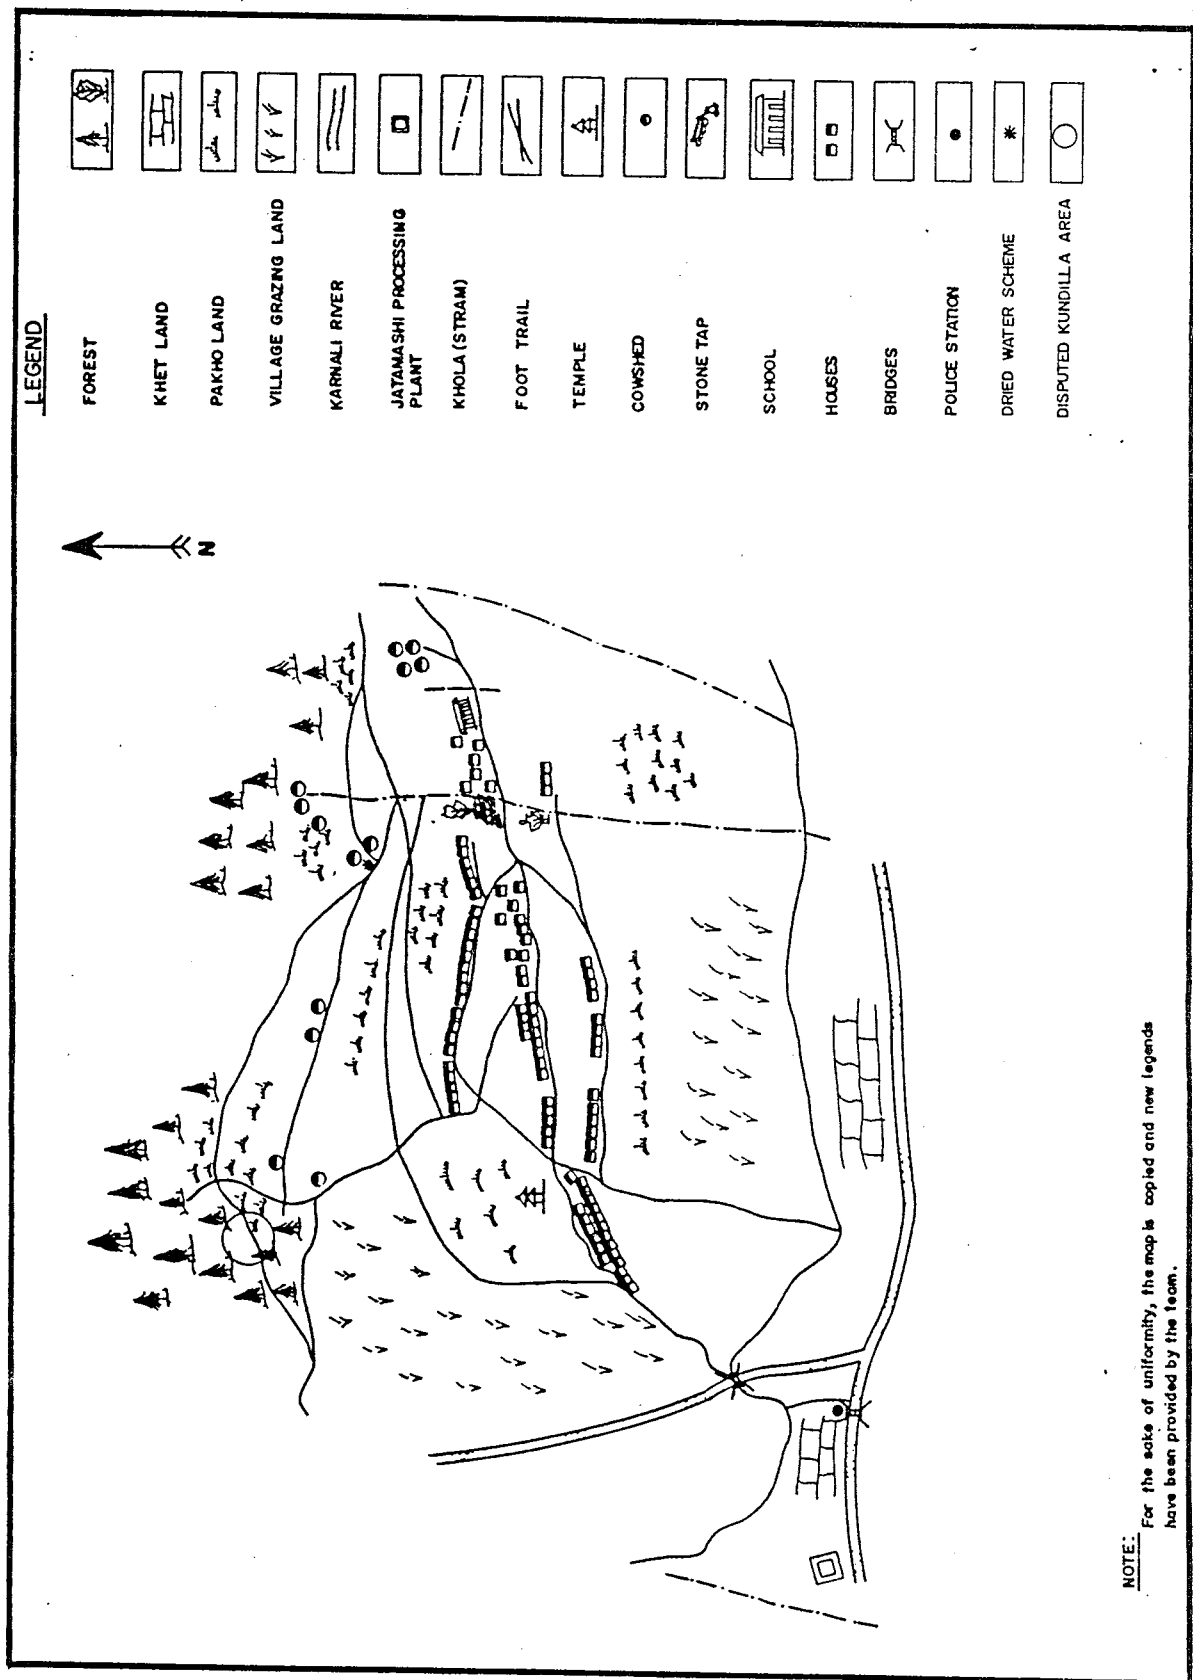 LEGEND
FOREST
KHET LAND
PAKHO LAND
VILLAGE GRAZING LAND
KARNALI RIVER
JATAMASHI PROCESSING
PLANT
KHOLA (STRAM)
FOOT TRAIL
TEMPLE
COWSHED
STONE TAP
SCHOOL
HOUSES
BRIDGES
POLICE STATION
DRIED WATER SCHEME
DISPUTED KUNDILLA AREA
N
NOTE:
For the sake of uniformity, the map is copied and new legends
have been provided by the team.